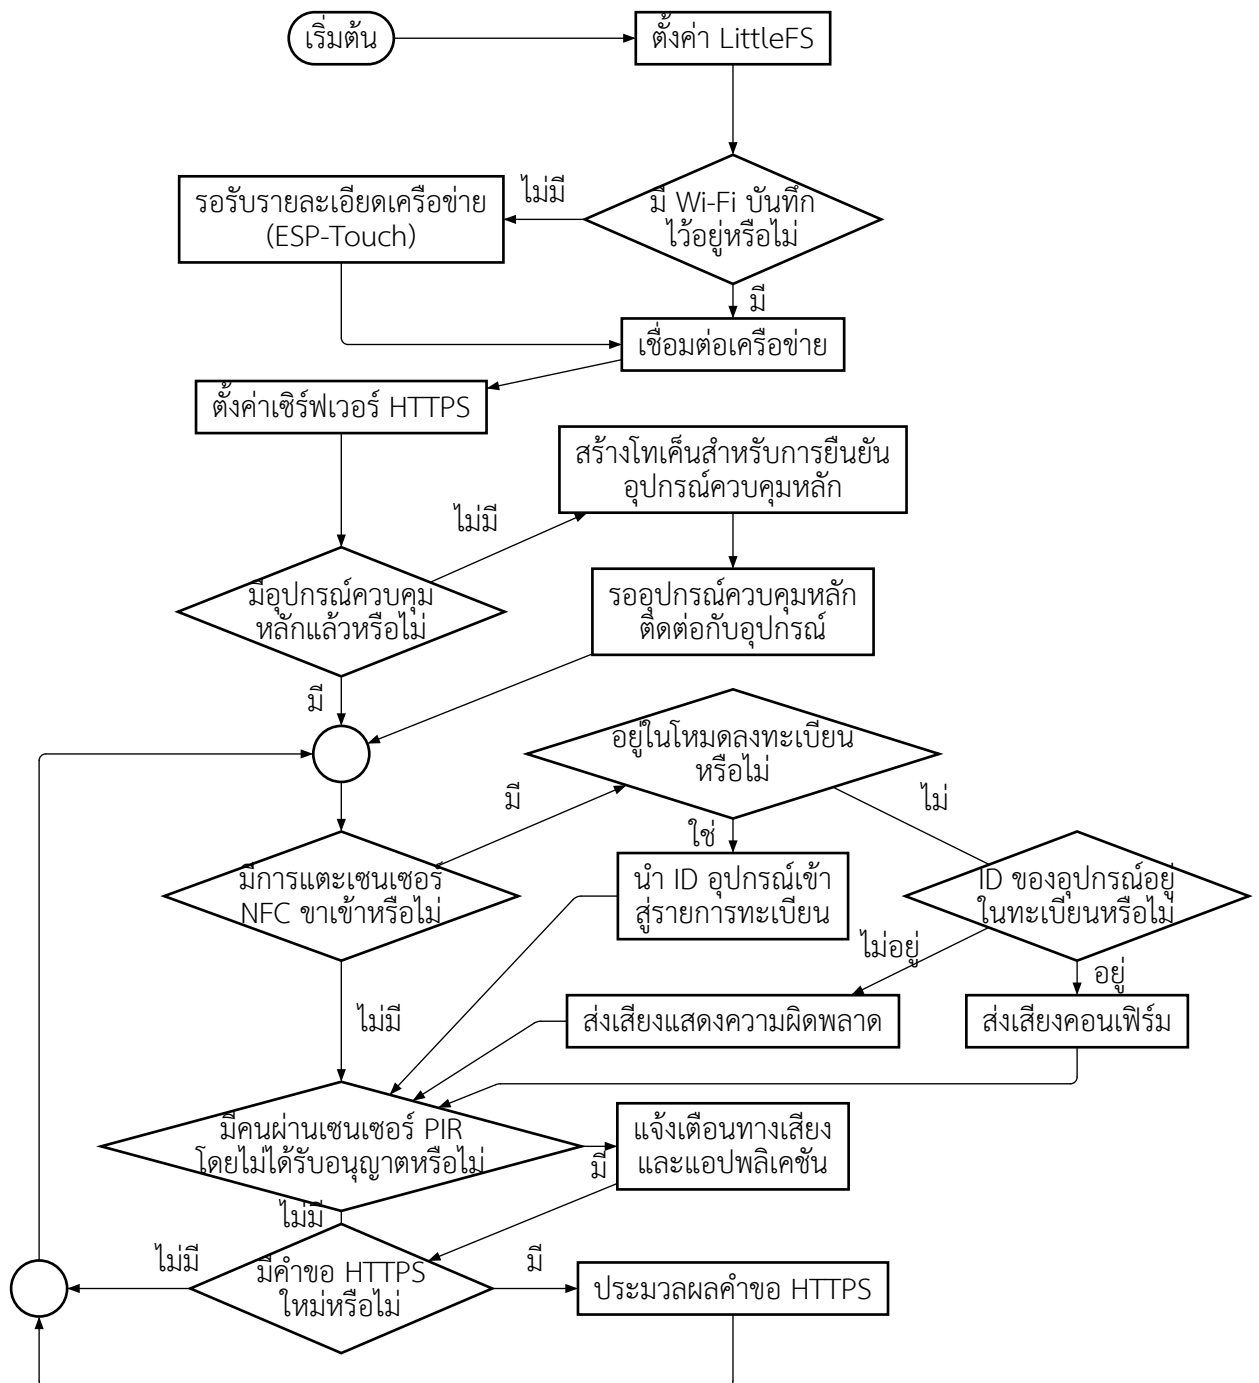 เริ่มต้น
ตั้งค่า LittleFS
มี Wi-Fi บันทึก
ไว้อยู่หรือไม่
ไม่มี
รอรับรายละเอียดเครือข่าย
(ESP-Touch)
มี
เชื่อมต่อเครือข่าย
ตั้งค่าเซิร์ฟเวอร์ HTTPS
สร้างโทเค็นสำหรับการยืนยัน
อุปกรณ์ควบคุมหลัก
ไม่มี
มีอุปกรณ์ควบคุม
หลักแล้วหรือไม่
รออุปกรณ์ควบคุมหลัก
ติดต่อกับอุปกรณ์
มี
อยู่ในโหมดลงทะเบียน
หรือไม่
มี
ไม่
ใช่
มีการแตะเซนเซอร์
NFC ขาเข้าหรือไม่
นำ ID อุปกรณ์เข้า
สู่รายการทะเบียน
ID ของอุปกรณ์อยู่
ในทะเบียนหรือไม่
ไม่อยู่
อยู่
ไม่มี
ส่งเสียงแสดงความผิดพลาด
ส่งเสียงคอนเฟิร์ม
มีคนผ่านเซนเซอร์ PIR
โดยไม่ได้รับอนุญาตหรือไม่
มี
แจ้งเตือนทางเสียง
และแอปพลิเคชัน
ไม่มี
ไม่มี
มีคำขอ HTTPS
ใหม่หรือไม่
มี
ประมวลผลคำขอ HTTPS